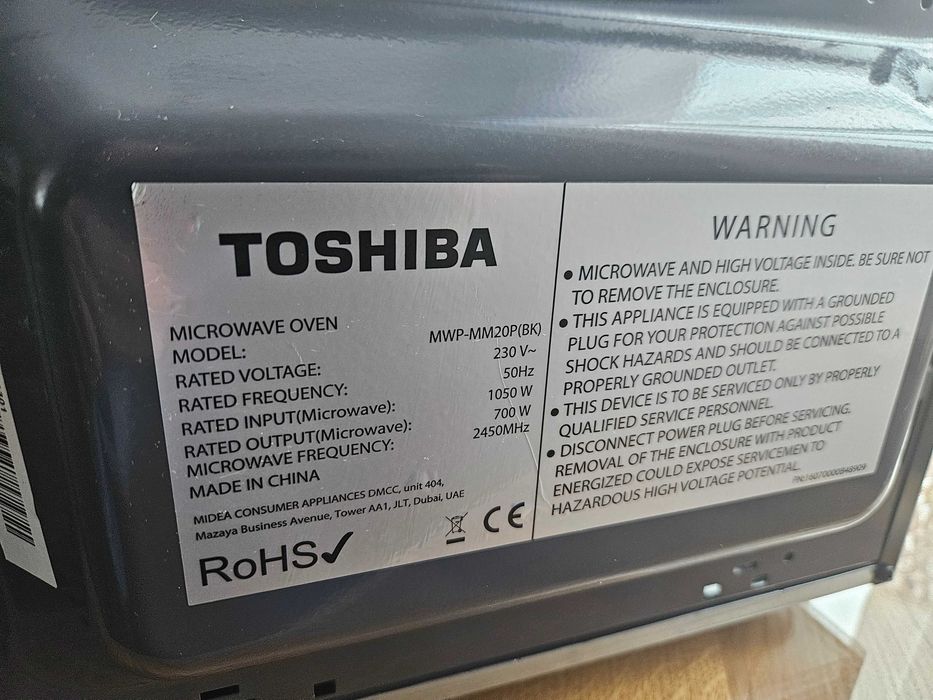 TOSHIBA
MICROWAVE OVEN
MODEL: MWP-MM20P(BK)
RATED VOLTAGE: 230 V~
RATED FREQUENCY: 50Hz
RATED INPUT(Microwave): 1050 W
RATED OUTPUT(Microwave): 700 W
MICROWAVE FREQUENCY: 2450MHz
MADE IN CHINA
MIDEA CONSUMER APPLIANCES DMCC, unit 404,
Mazaya Business Avenue, Tower AA1, JLT, Dubai, UAE
RoHS✓ CE
WARNING
• MICROWAVE AND HIGH VOLTAGE INSIDE. BE SURE NOT
TO REMOVE THE ENCLOSURE.
• THIS APPLIANCE IS EQUIPPED WITH A GROUNDED
PLUG FOR YOUR PROTECTION AGAINST POSSIBLE
SHOCK HAZARDS AND SHOULD BE CONNECTED TO A
PROPERLY GROUNDED OUTLET.
• THIS DEVICE IS TO BE SERVICED ONLY BY PROPERLY
QUALIFIED SERVICE PERSONNEL.
• DISCONNECT POWER PLUG BEFORE SERVICING.
REMOVAL OF THE ENCLOSURE WITH PRODUCT
ENERGIZED COULD EXPOSE SERVICEMEN TO
HAZARDOUS HIGH VOLTAGE POTENTIAL.
PN:16070000B48909